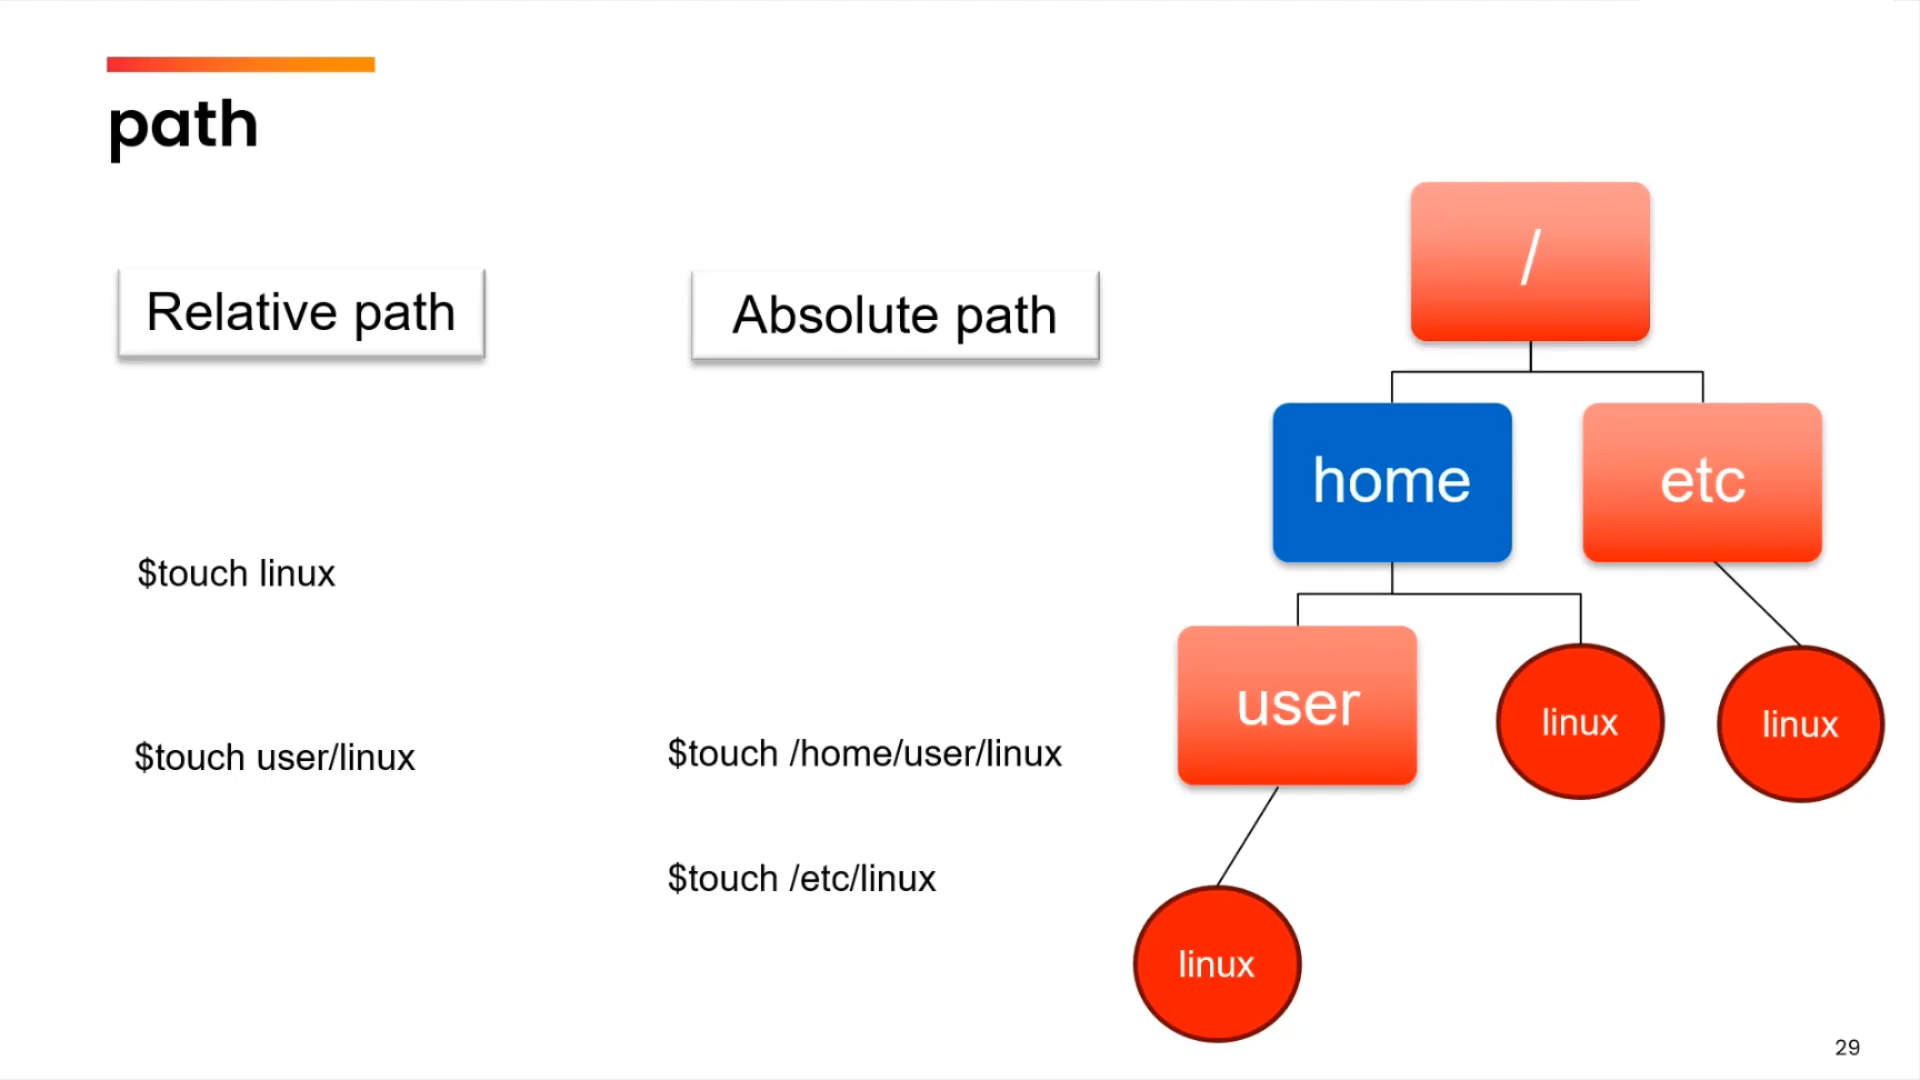 path
Relative path
Absolute path
$touch linux
$touch user/linux
$touch /home/user/linux
$touch /etc/linux
/
home
etc
user
linux
linux
linux
29